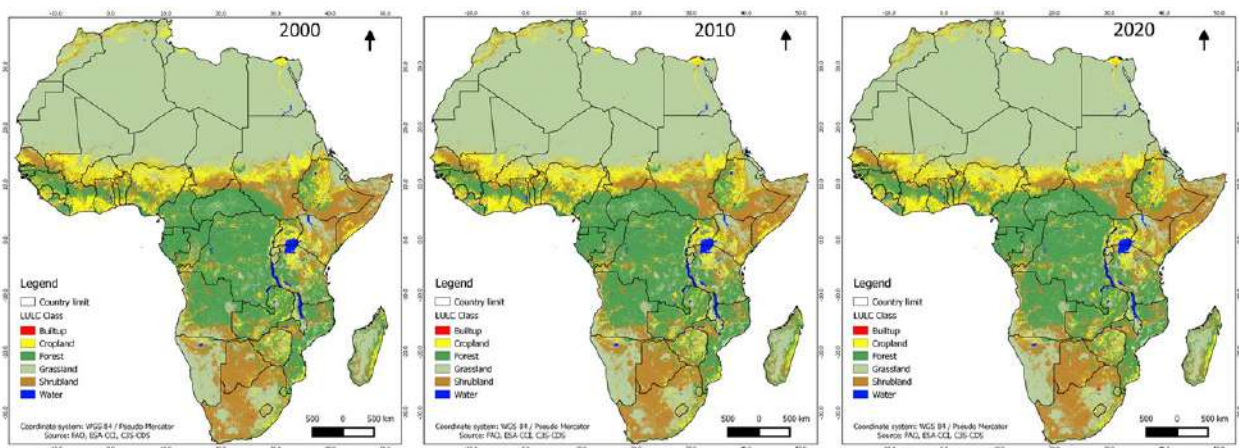 2000
Legend
Country limit
LULC Class
Builtup
Cropland
Forest
Grassland
Shrubland
Water
500 0 500 km
Coordinate system: WGS 84 / Pseudo Mercator
Source: FAO, ESA-CCI, C3S-CDS
2010
Legend
Country limit
LULC Class
Builtup
Cropland
Forest
Grassland
Shrubland
Water
500 0 500 km
Coordinate system: WGS 84 / Pseudo Mercator
Source: FAO, ESA-CCI, C3S-CDS
2020
Legend
Country limit
LULC Class
Builtup
Cropland
Forest
Grassland
Shrubland
Water
500 0 500 km
Coordinate system: WGS 84 / Pseudo Mercator
Source: FAO, ESA-CCI, C3S-CDS